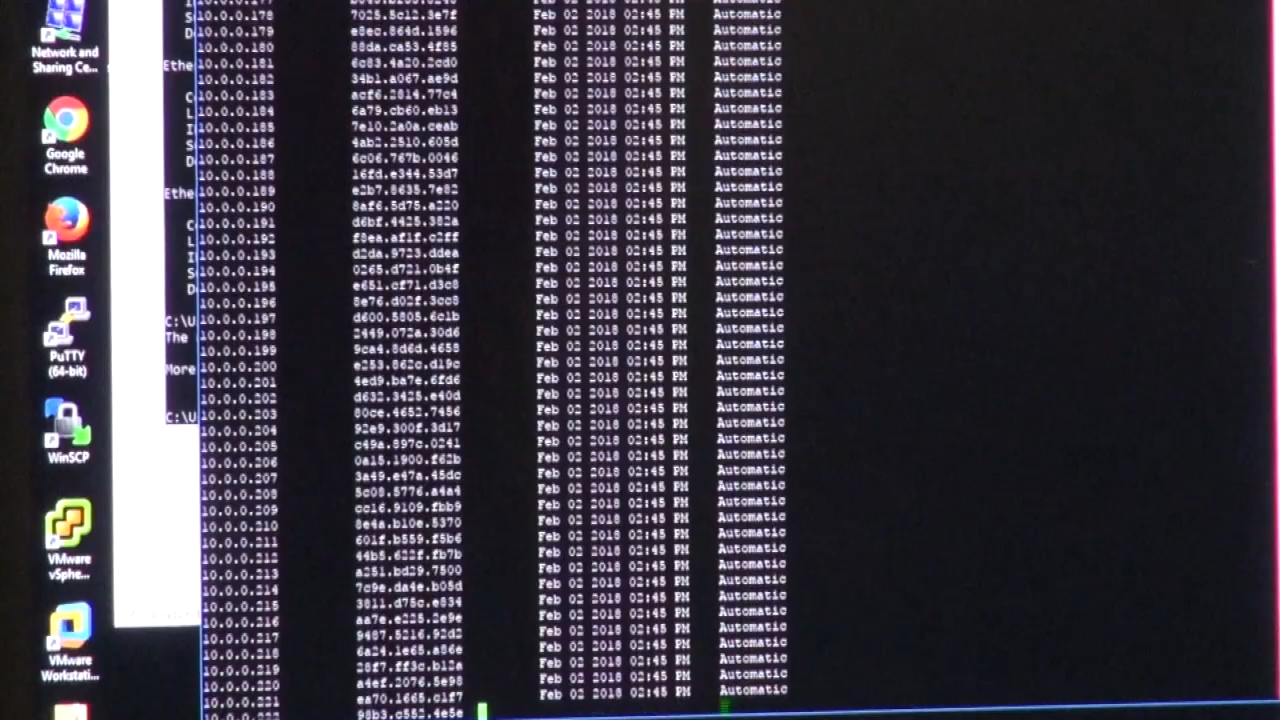 Network and
Sharing Ce...
Google
Chrome
Mozilla
Firefox
PuTTY
(64-bit)
WinSCP
VMware
vSphe...
VMware
Workstati...
Ethe
Ethe
C:\U
The
More
C:\U
10.0.0.178 7025.5c12.3e7f Feb 02 2018 02:45 PM Automatic
10.0.0.179 e8ec.864d.1596 Feb 02 2018 02:45 PM Automatic
10.0.0.180 88da.ca53.4f85 Feb 02 2018 02:45 PM Automatic
10.0.0.181 6c83.4a20.2cd0 Feb 02 2018 02:45 PM Automatic
10.0.0.182 34b1.a067.ae9d Feb 02 2018 02:45 PM Automatic
10.0.0.183 acf6.2814.77c4 Feb 02 2018 02:45 PM Automatic
10.0.0.184 6a79.cb60.eb13 Feb 02 2018 02:45 PM Automatic
10.0.0.185 7e10.2a0a.ceab Feb 02 2018 02:45 PM Automatic
10.0.0.186 4ab2.2510.605d Feb 02 2018 02:45 PM Automatic
10.0.0.187 6c06.767b.0046 Feb 02 2018 02:45 PM Automatic
10.0.0.188 16fd.e344.53d7 Feb 02 2018 02:45 PM Automatic
10.0.0.189 e2b7.8635.7e82 Feb 02 2018 02:45 PM Automatic
10.0.0.190 8af6.5d75.a220 Feb 02 2018 02:45 PM Automatic
10.0.0.191 d6bf.4425.382a Feb 02 2018 02:45 PM Automatic
10.0.0.192 f8ea.af1f.c2ff Feb 02 2018 02:45 PM Automatic
10.0.0.193 d2da.9723.ddea Feb 02 2018 02:45 PM Automatic
10.0.0.194 0265.d721.0b4f Feb 02 2018 02:45 PM Automatic
10.0.0.195 e651.cf71.d3c8 Feb 02 2018 02:45 PM Automatic
10.0.0.196 8e76.d02f.3cc8 Feb 02 2018 02:45 PM Automatic
10.0.0.197 d600.5805.6c1b Feb 02 2018 02:45 PM Automatic
10.0.0.198 2449.072a.30d6 Feb 02 2018 02:45 PM Automatic
10.0.0.199 9ca4.8d6d.4658 Feb 02 2018 02:45 PM Automatic
10.0.0.200 e253.862c.d19c Feb 02 2018 02:45 PM Automatic
10.0.0.201 4ed9.ba7e.6fd6 Feb 02 2018 02:45 PM Automatic
10.0.0.202 d632.3425.e40d Feb 02 2018 02:45 PM Automatic
10.0.0.203 80ce.4652.7456 Feb 02 2018 02:45 PM Automatic
10.0.0.204 92e9.300f.3d17 Feb 02 2018 02:45 PM Automatic
10.0.0.205 c49a.897c.0241 Feb 02 2018 02:45 PM Automatic
10.0.0.206 0a15.1900.f62b Feb 02 2018 02:45 PM Automatic
10.0.0.207 3a49.e47a.45dc Feb 02 2018 02:45 PM Automatic
10.0.0.208 5c08.5776.a4a4 Feb 02 2018 02:45 PM Automatic
10.0.0.209 cc16.9109.fbb9 Feb 02 2018 02:45 PM Automatic
10.0.0.210 8e4a.b10e.5370 Feb 02 2018 02:45 PM Automatic
10.0.0.211 601f.b559.f5b6 Feb 02 2018 02:45 PM Automatic
10.0.0.212 44b5.622f.fb7b Feb 02 2018 02:45 PM Automatic
10.0.0.213 a251.bd29.7500 Feb 02 2018 02:45 PM Automatic
10.0.0.214 7c9e.da4e.b05d Feb 02 2018 02:45 PM Automatic
10.0.0.215 3811.d75c.e834 Feb 02 2018 02:45 PM Automatic
10.0.0.216 aa7e.e225.2e9e Feb 02 2018 02:45 PM Automatic
10.0.0.217 9487.5216.92d2 Feb 02 2018 02:45 PM Automatic
10.0.0.218 6a24.1e65.a86e Feb 02 2018 02:45 PM Automatic
10.0.0.219 28f7.ff3c.b12a Feb 02 2018 02:45 PM Automatic
10.0.0.220 a4ef.2076.5e98 Feb 02 2018 02:45 PM Automatic
10.0.0.221 ea70.1665.c1f7 Feb 02 2018 02:45 PM Automatic
10.0.0.222 98b3.c552.4e5e